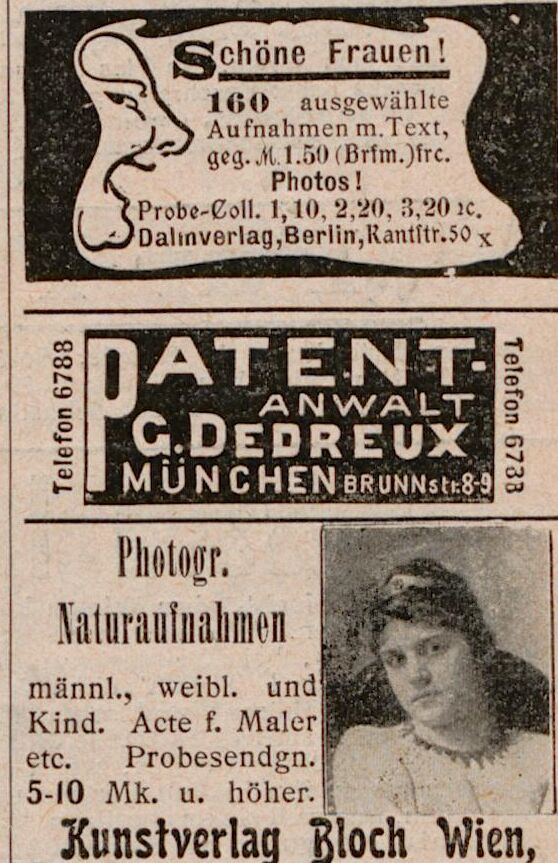 Schöne Frauen!
160 ausgewählte
Aufnahmen m. Text,
geg. M. 1.50 (Brfm.) frc.
Photos!
Probe-Coll. 1,10, 2,20, 3,20 ꝛc.
Dalmverlag, Berlin, Kantstr. 50 x
Telefon 6788
PATENT-
ANWALT
G. DEDREUX
MÜNCHEN BRUNNstr. 8-9
Telefon 6788
Photogr.
Naturaufnahmen
männl., weibl. und
Kind. Acte f. Maler
etc. Probesendgn.
5-10 Mk. u. höher.
Kunstverlag Bloch Wien,